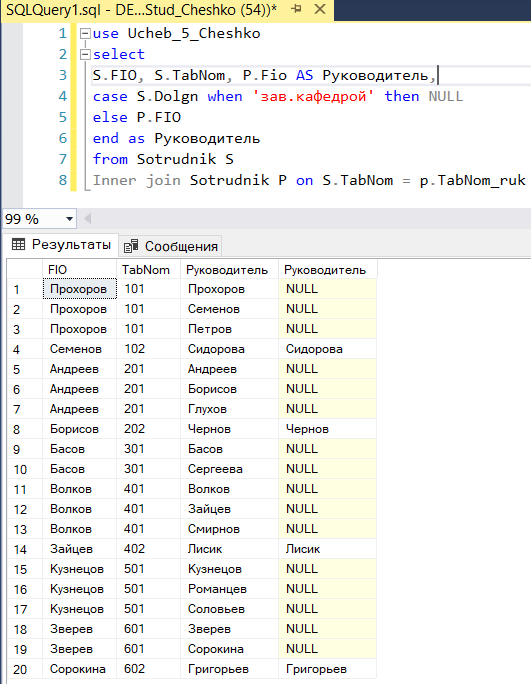 SQLQuery1.sql - DE...Stud_Cheshko (54))*
1 use Ucheb_5_Cheshko
2 select
3 S.FIO, S.TabNom, P.Fio AS Руководитель,
4 case S.Dolgn when 'зав.кафедрой' then NULL
5 else P.FIO
6 end as Руководитель
7 from Sotrudnik S
8 Inner join Sotrudnik P on S.TabNom = p.TabNom_ruk
99 %
Результаты Сообщения
FIO TabNom Руководитель Руководитель
1 Прохоров 101 Прохоров NULL
2 Прохоров 101 Семенов NULL
3 Прохоров 101 Петров NULL
4 Семенов 102 Сидорова Сидорова
5 Андреев 201 Андреев NULL
6 Андреев 201 Борисов NULL
7 Андреев 201 Глухов NULL
8 Борисов 202 Чернов Чернов
9 Басов 301 Басов NULL
10 Басов 301 Сергеева NULL
11 Волков 401 Волков NULL
12 Волков 401 Зайцев NULL
13 Волков 401 Смирнов NULL
14 Зайцев 402 Лисик Лисик
15 Кузнецов 501 Кузнецов NULL
16 Кузнецов 501 Романцев NULL
17 Кузнецов 501 Соловьев NULL
18 Зверев 601 Зверев NULL
19 Зверев 601 Сорокина NULL
20 Сорокина 602 Григорьев Григорьев